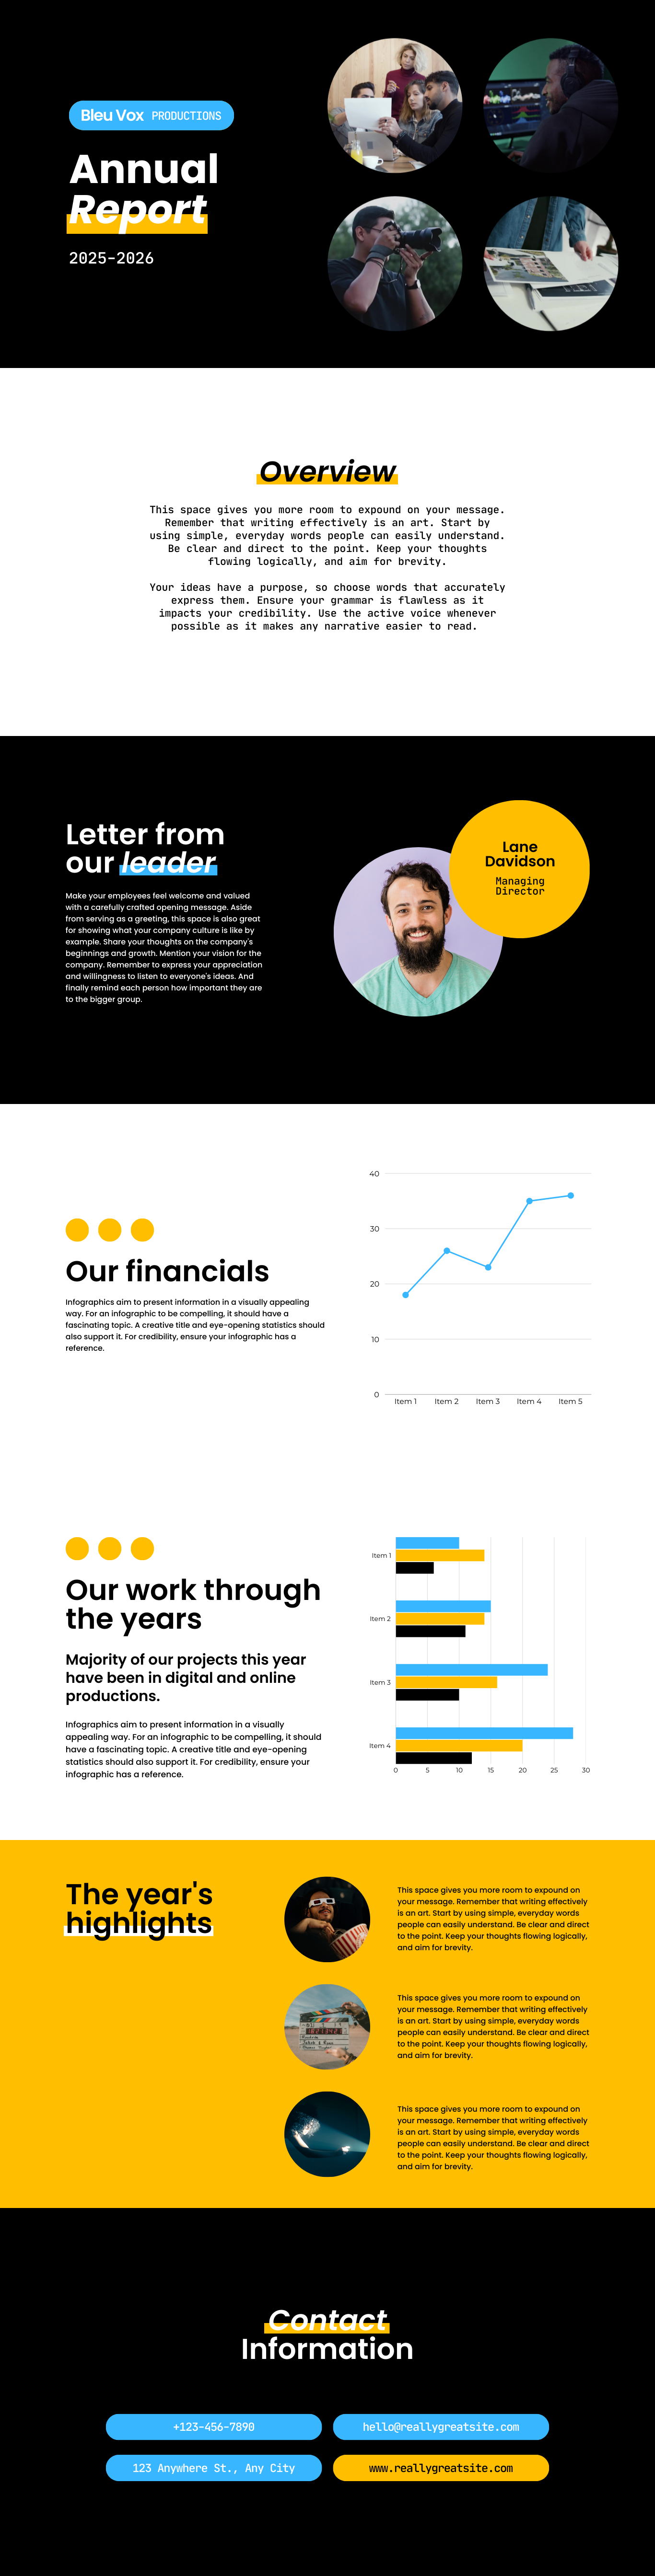 Bleu Vox PRODUCTIONS
Annual
Report
2025-2026
Overview
This space gives you more room to expound on your message.
Remember that writing effectively is an art. Start by
using simple, everyday words people can easily understand.
Be clear and direct to the point. Keep your thoughts
flowing logically, and aim for brevity.
Your ideas have a purpose, so choose words that accurately
express them. Ensure your grammar is flawless as it
impacts your credibility. Use the active voice whenever
possible as it makes any narrative easier to read.
Letter from
our leader
Make your employees feel welcome and valued
with a carefully crafted opening message. Aside
from serving as a greeting, this space is also great
for showing what your company culture is like by
example. Share your thoughts on the company's
beginnings and growth. Mention your vision for the
company. Remember to express your appreciation
and willingness to listen to everyone's ideas. And
finally remind each person how important they are
to the bigger group.
Lane
Davidson
Managing
Director
Our financials
Infographics aim to present information in a visually appealing
way. For an infographic to be compelling, it should have a
fascinating topic. A creative title and eye-opening statistics should
also support it. For credibility, ensure your infographic has a
reference.
40
30
20
10
0
Item 1 Item 2 Item 3 Item 4 Item 5
Our work through
the years
Majority of our projects this year
have been in digital and online
productions.
Infographics aim to present information in a visually
appealing way. For an infographic to be compelling, it should
have a fascinating topic. A creative title and eye-opening
statistics should also support it. For credibility, ensure your
infographic has a reference.
Item 1
Item 2
Item 3
Item 4
0 5 10 15 20 25 30
The year's
highlights
This space gives you more room to expound on
your message. Remember that writing effectively
is an art. Start by using simple, everyday words
people can easily understand. Be clear and direct
to the point. Keep your thoughts flowing logically,
and aim for brevity.
This space gives you more room to expound on
your message. Remember that writing effectively
is an art. Start by using simple, everyday words
people can easily understand. Be clear and direct
to the point. Keep your thoughts flowing logically,
and aim for brevity.
This space gives you more room to expound on
your message. Remember that writing effectively
is an art. Start by using simple, everyday words
people can easily understand. Be clear and direct
to the point. Keep your thoughts flowing logically,
and aim for brevity.
Contact
Information
+123-456-7890
hello@reallygreatsite.com
123 Anywhere St., Any City
www.reallygreatsite.com